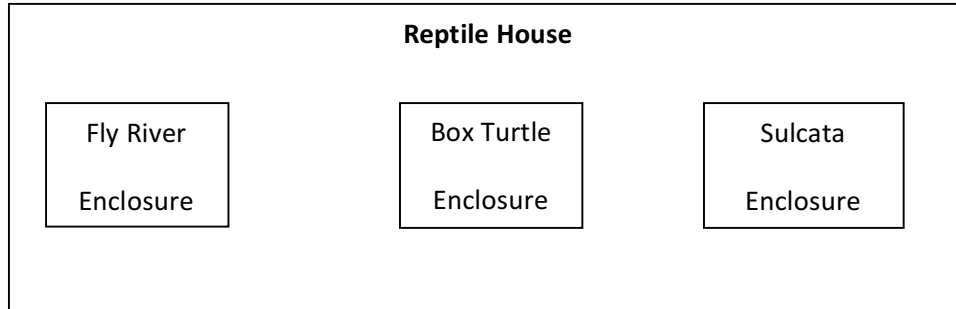 Reptile House
Fly River
Enclosure
Box Turtle
Enclosure
Sulcata
Enclosure